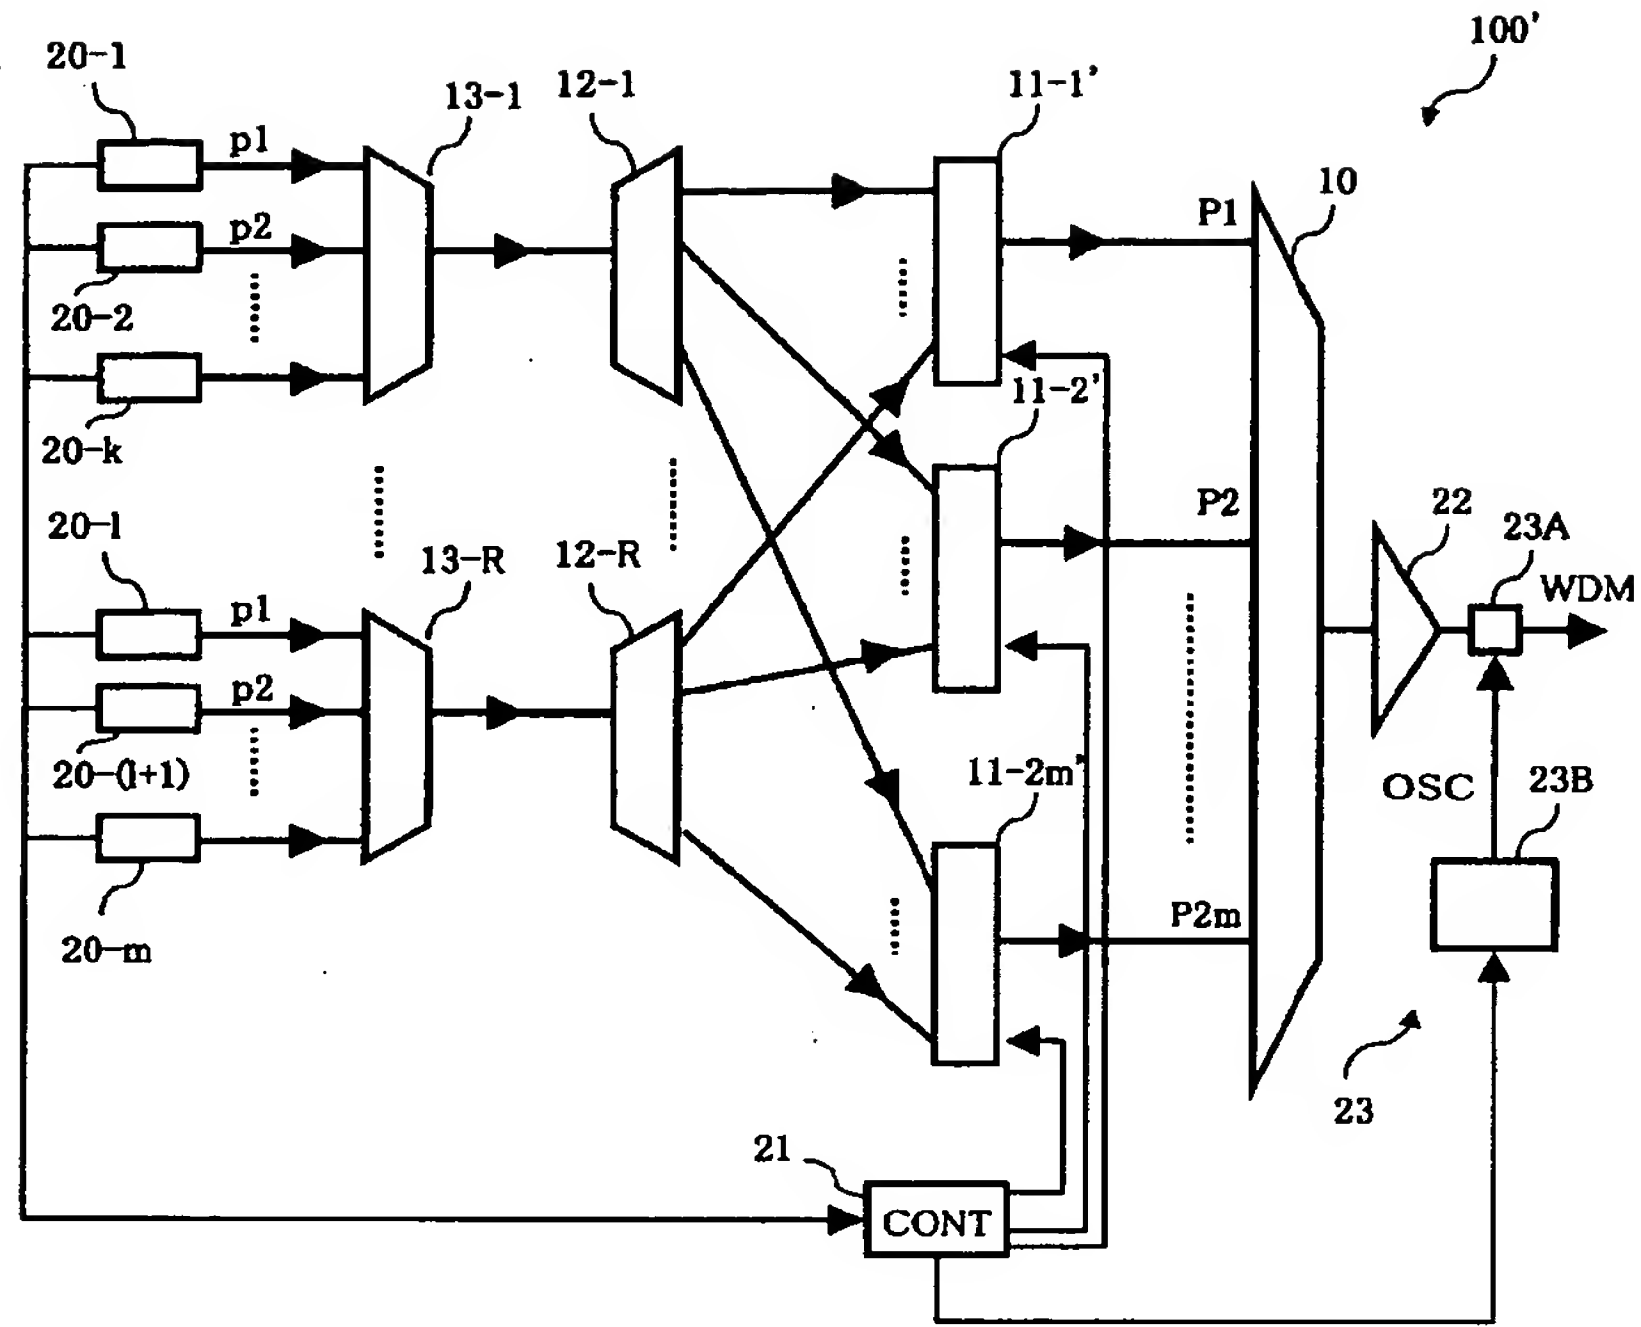 100'
20-1
13-1
12-1
11-1'
p1
10
P1
p2
20-2
11-2'
20-k
P2
22
23A
20-l
13-R
12-R
WDM
p1
p2
20-(l+1)
11-2m'
OSC
23B
P2m
20-m
23
21
CONT